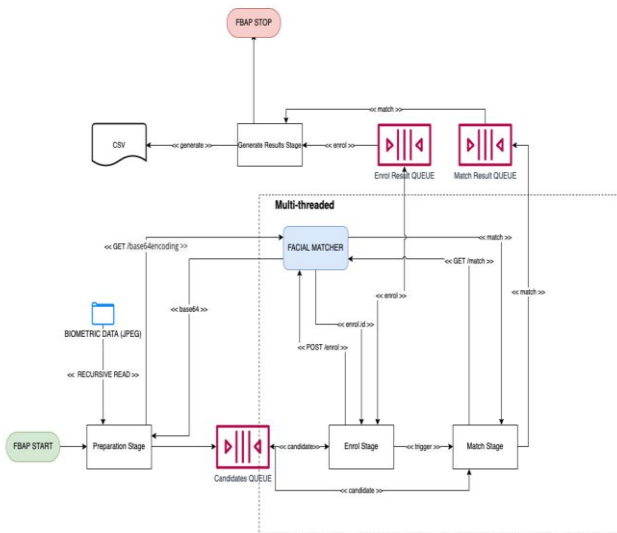 FBAP STOP
<< match >>
CSV
<< generate >>
Generate Results Stage
<< enrol >>
Enrol Result QUEUE
Match Result QUEUE
Multi-threaded
<< GET /base64encoding >>
FACIAL MATCHER
<< match >>
<< GET /match >>
<< match >>
<< enrol >>
<< base64 >>
BIOMETRIC DATA (JPEG)
<< enrol.id >>
<< POST /enrol >>
<< RECURSIVE READ >>
FBAP START
Preparation Stage
<< candidate >>
Enrol Stage
<< trigger >>
Match Stage
Candidates QUEUE
<< candidate >>